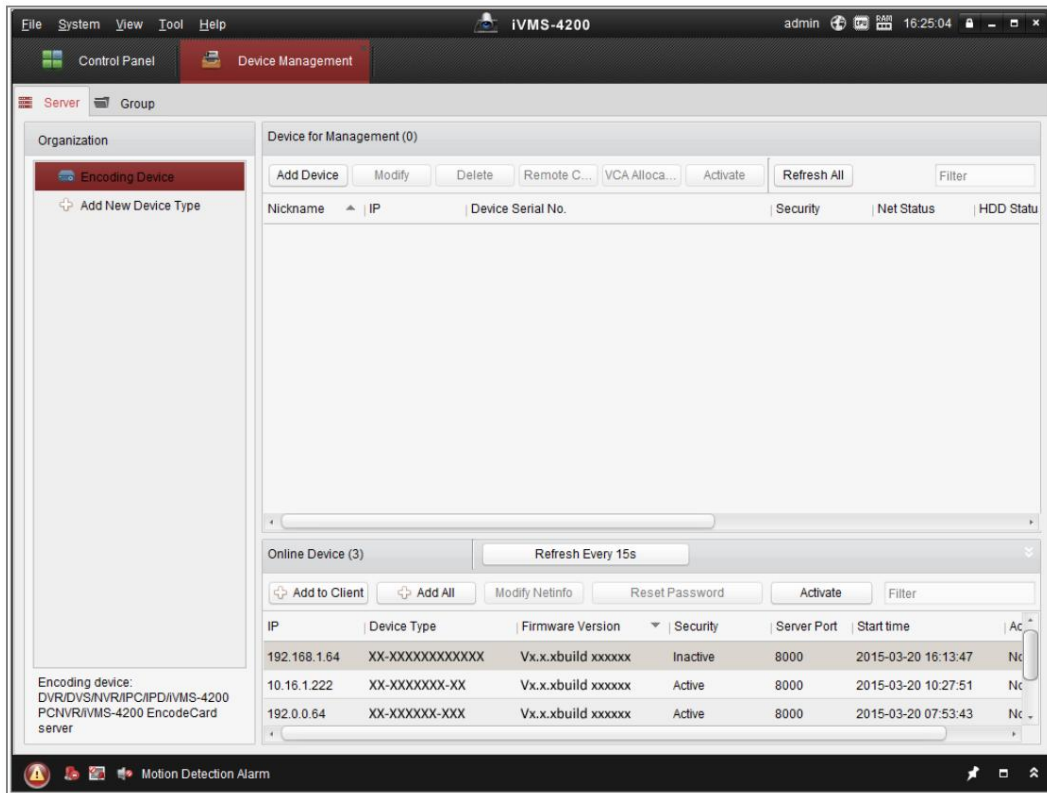 File System View Tool Help iVMS-4200 admin CPU RAM 16:25:04
Control Panel Device Management
Server Group
Organization
Encoding Device
Add New Device Type
Encoding device:
DVR/DVS/NVR/IPC/IPD/iVMS-4200
PCNVR/iVMS-4200 EncodeCard
server
Device for Management (0)
Add Device Modify Delete Remote C... VCA Alloca... Activate Refresh All Filter
Nickname IP Device Serial No. Security Net Status HDD Statu
Online Device (3) Refresh Every 15s
Add to Client Add All Modify Netinfo Reset Password Activate Filter
IP Device Type Firmware Version Security Server Port Start time Ac
192.168.1.64 XX-XXXXXXXXXXXX Vx.x.xbuild xxxxxx Inactive 8000 2015-03-20 16:13:47 No
10.16.1.222 XX-XXXXXXX-XX Vx.x.xbuild xxxxxx Active 8000 2015-03-20 10:27:51 No
192.0.0.64 XX-XXXXXX-XXX Vx.x.xbuild xxxxxx Active 8000 2015-03-20 07:53:43 No
Motion Detection Alarm